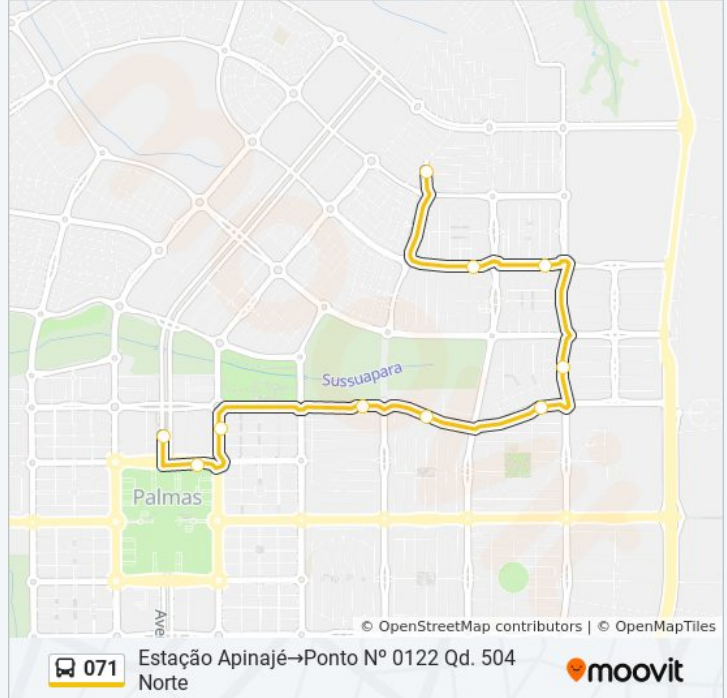 Sussuapara
Palmas
Ave
© OpenStreetMap contributors | © OpenMapTiles
071
Estação Apinajé→Ponto Nº 0122 Qd. 504
Norte
moovit